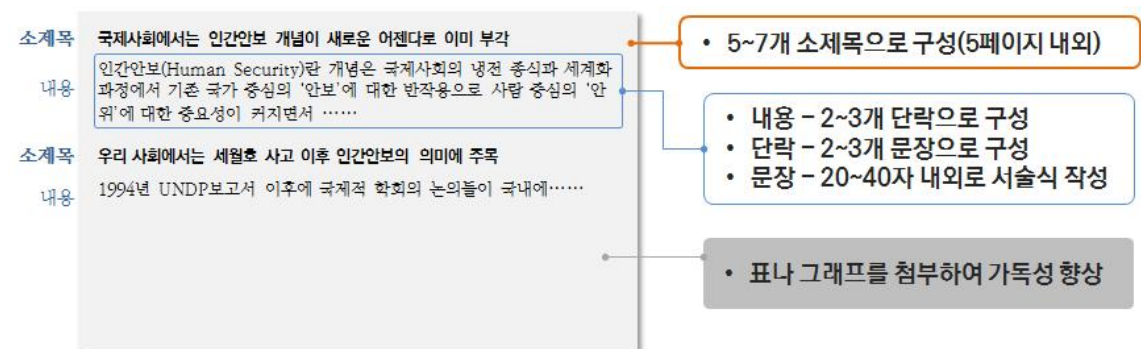 소제목 국제사회에서는 인간안보 개념이 새로운 어젠다로 이미 부각
내용 인간안보(Human Security)란 개념은 국제사회의 냉전 종식과 세계화
과정에서 기존 국가 중심의 '안보'에 대한 반작용으로 사람 중심의 '안
위'에 대한 중요성이 커지면서 ……
소제목 우리 사회에서는 세월호 사고 이후 인간안보의 의미에 주목
내용 1994년 UNDP보고서 이후에 국제적 학회의 논의들이 국내에……
• 5~7개 소제목으로 구성(5페이지 내외)
• 내용 – 2~3개 단락으로 구성
• 단락 – 2~3개 문장으로 구성
• 문장 – 20~40자 내외로 서술식 작성
• 표나 그래프를 첨부하여 가독성 향상